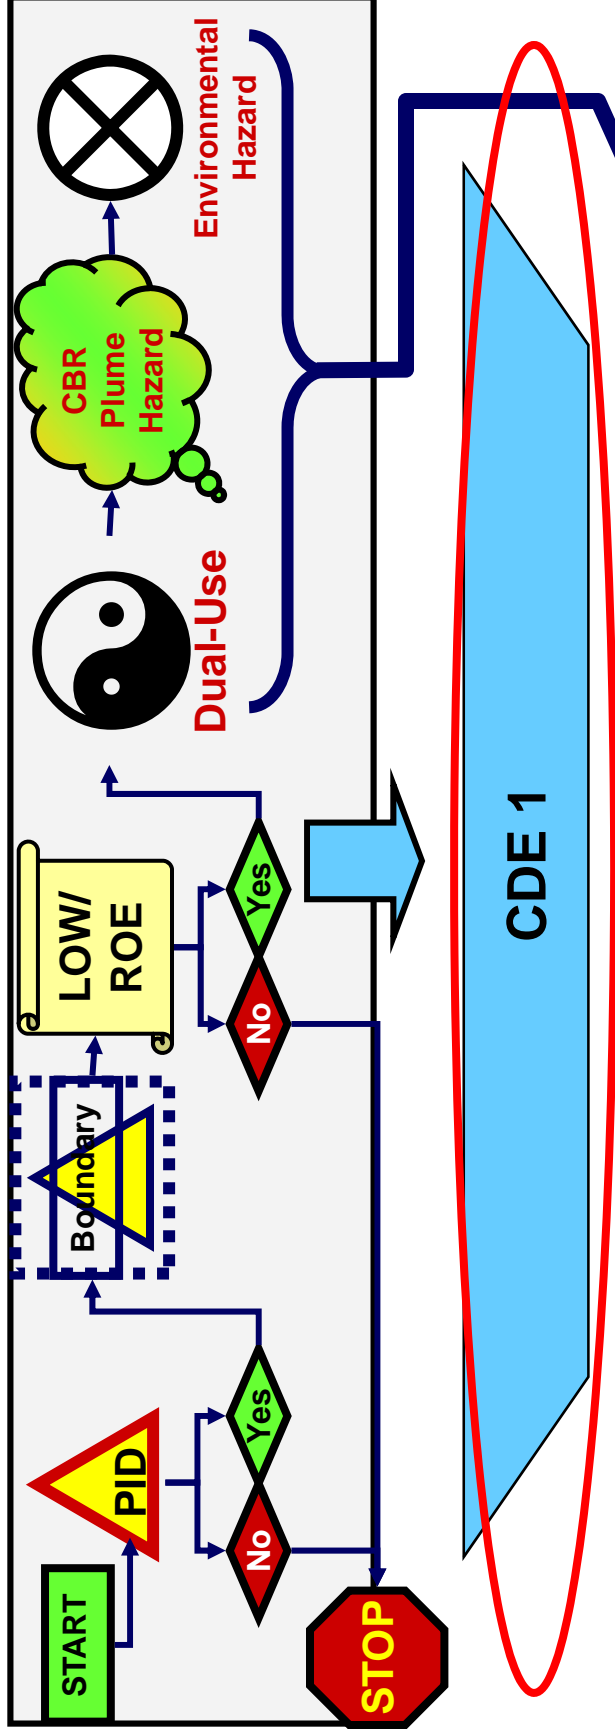 START
PID
No
Yes
Boundary
LOW/
ROE
No
Yes
Dual-Use
CBR
Plume
Hazard
Environmental
Hazard
STOP
CDE 1